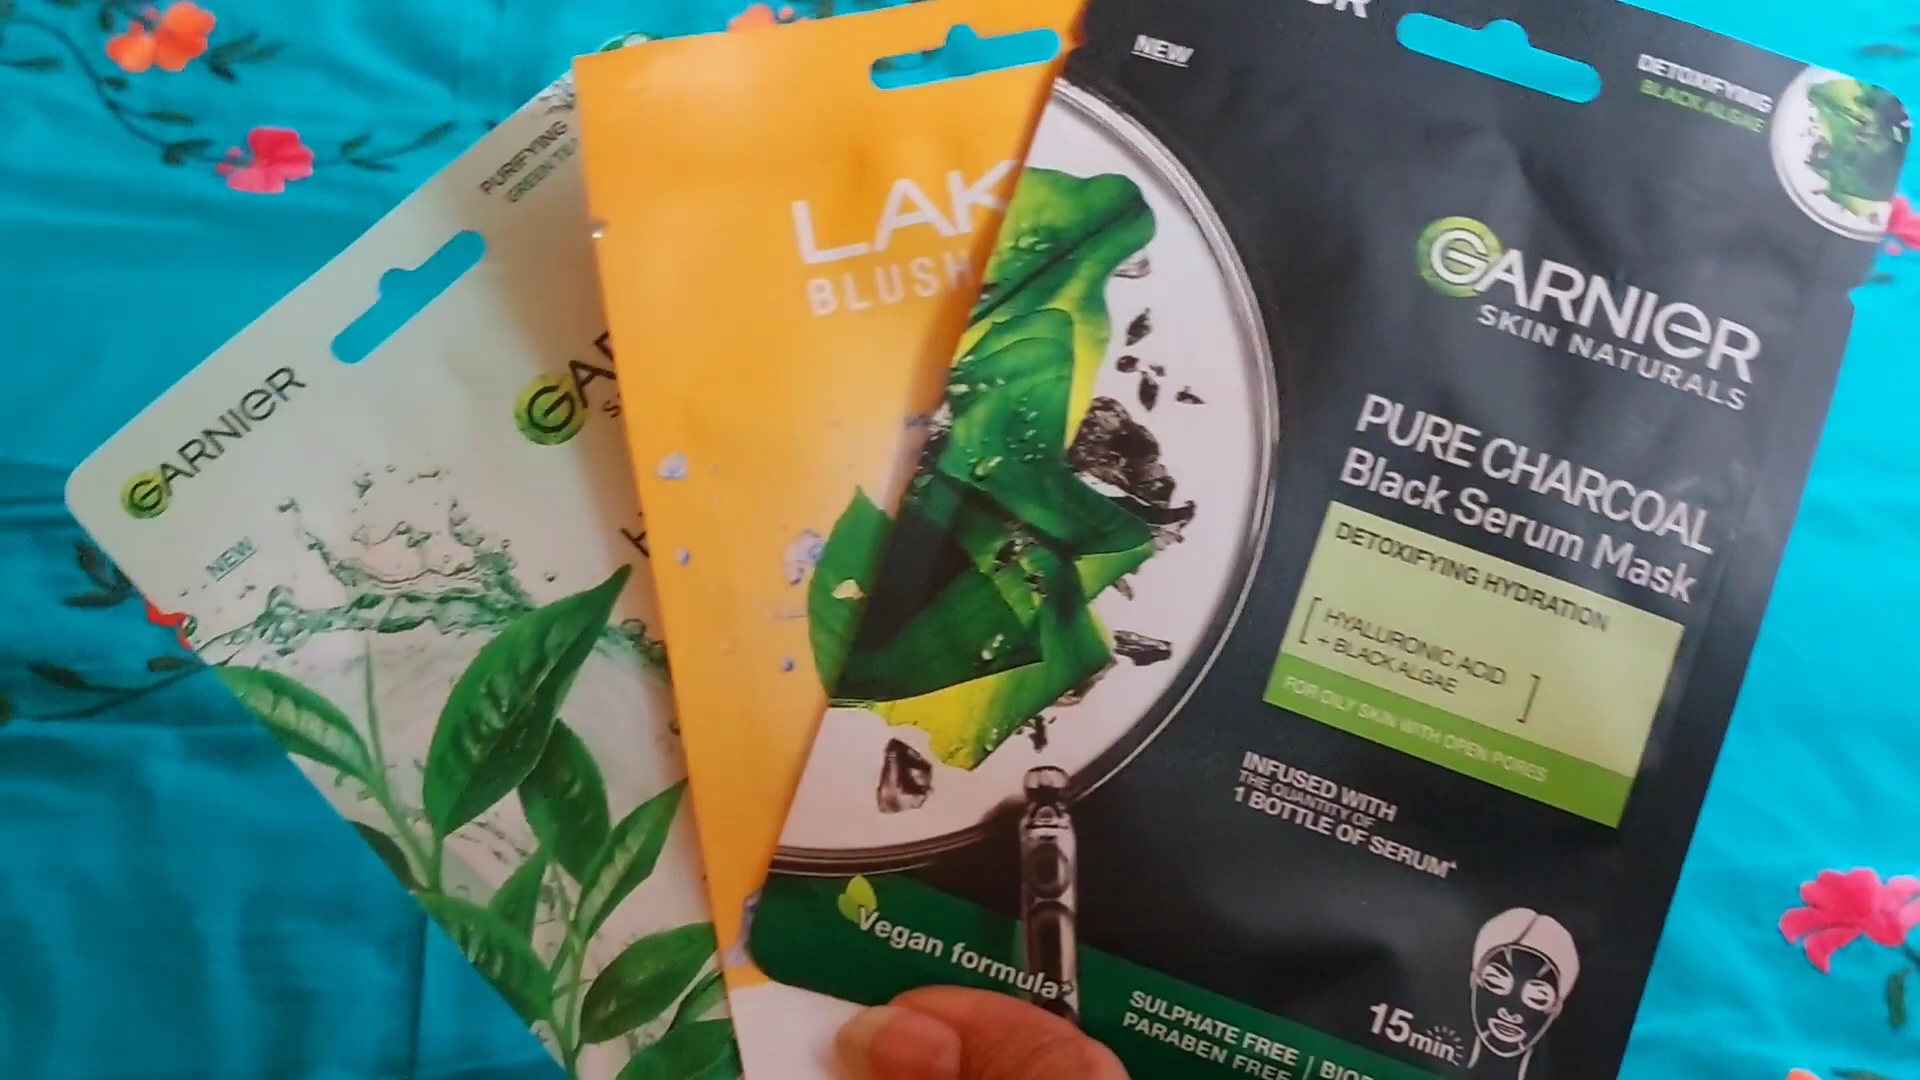 PURIFYING
GREEN TEA
GARNIER
NEW
LAK
BLUSH
NEW
DETOXIFYING
BLACK ALGAE
GARNIER
SKIN NATURALS
PURE CHARCOAL
Black Serum Mask
DETOXIFYING HYDRATION
[ HYALURONIC ACID
+ BLACK ALGAE ]
FOR OILY SKIN WITH OPEN PORES
INFUSED WITH
THE QUANTITY OF
1 BOTTLE OF SERUM*
Vegan formula*
SULPHATE FREE
PARABEN FREE
15min